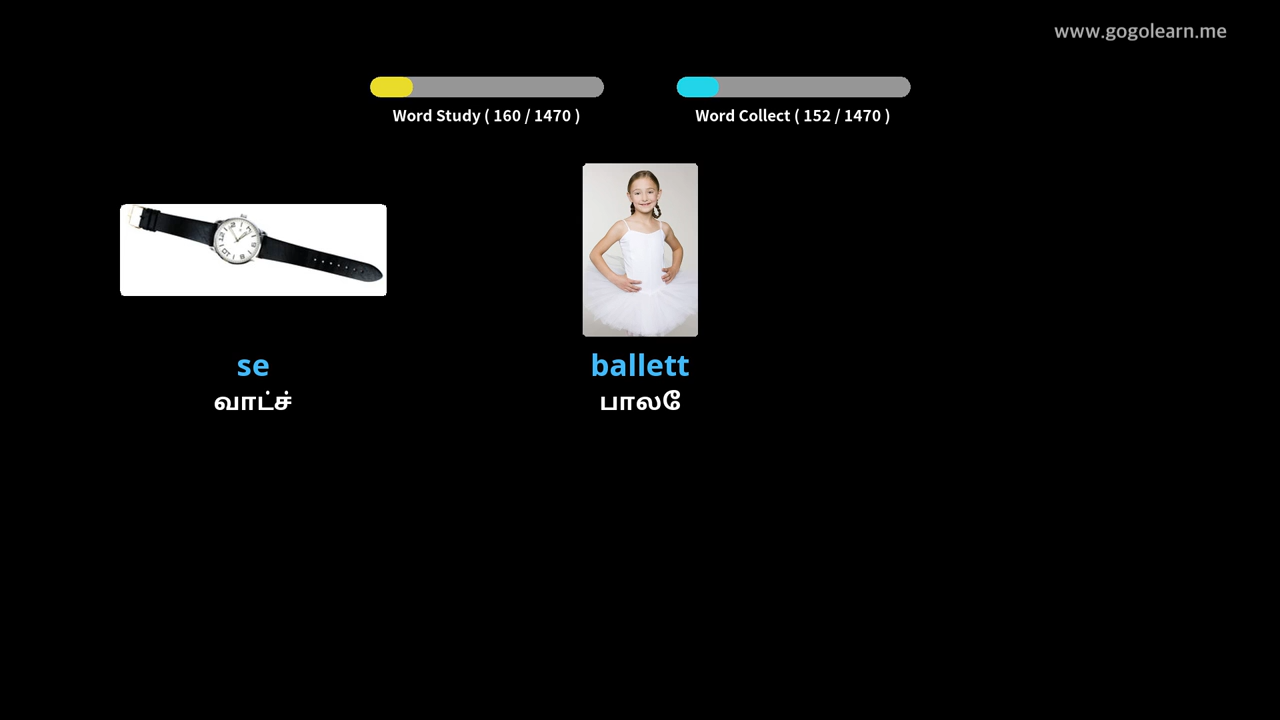 www.gogolearn.me
Word Study ( 160 / 1470 )
Word Collect ( 152 / 1470 )
se
வாட்ச்
ballett
பாலே